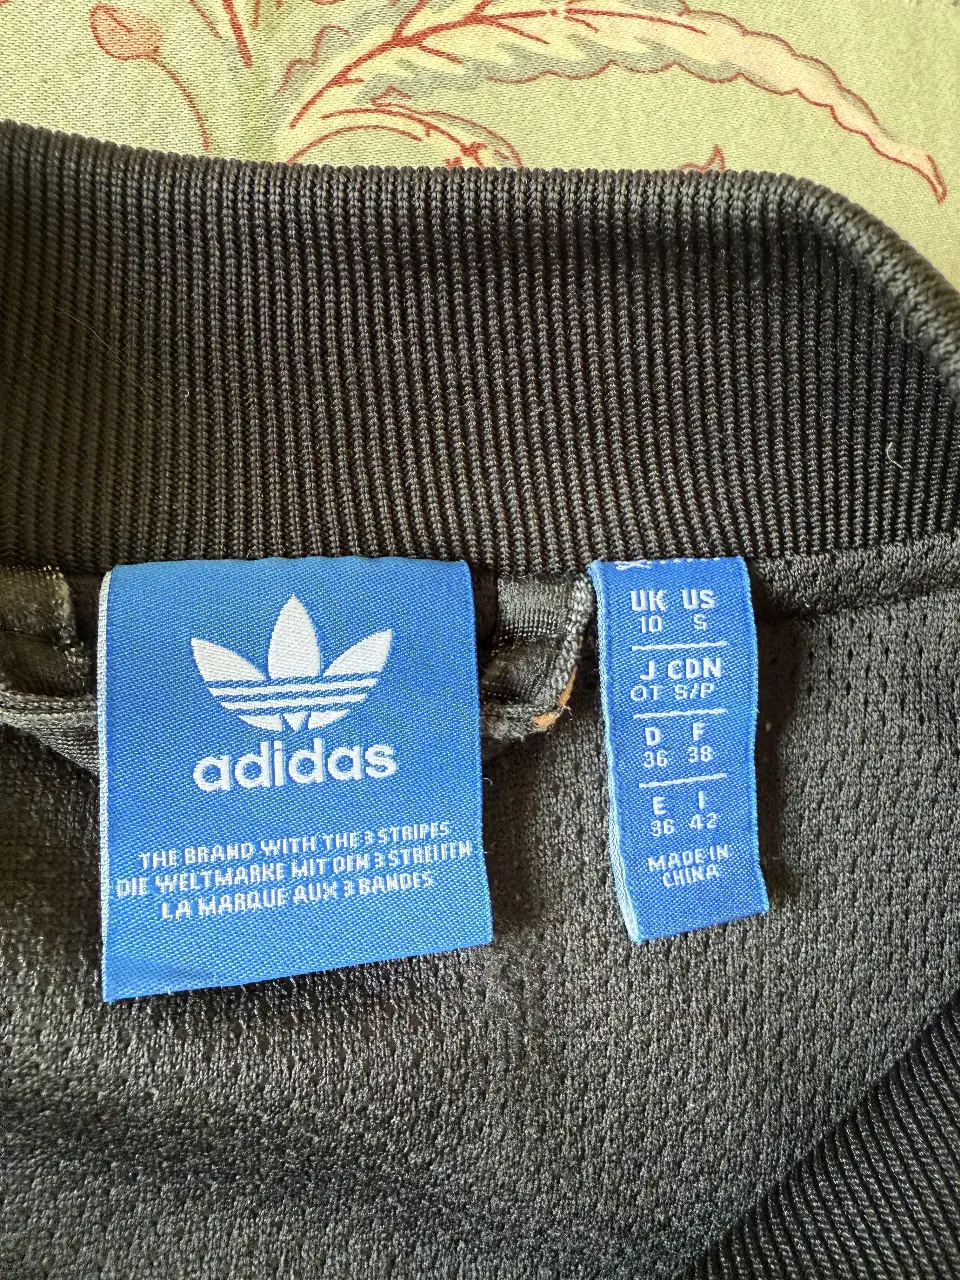 adidas
THE BRAND WITH THE 3 STRIPES
DIE WELTMARKE MIT DEN 3 STREIFEN
LA MARQUE AUX 3 BANDES
UK US
10 S
J CDN
OT S/P
D F
36 38
E I
36 42
MADE IN
CHINA